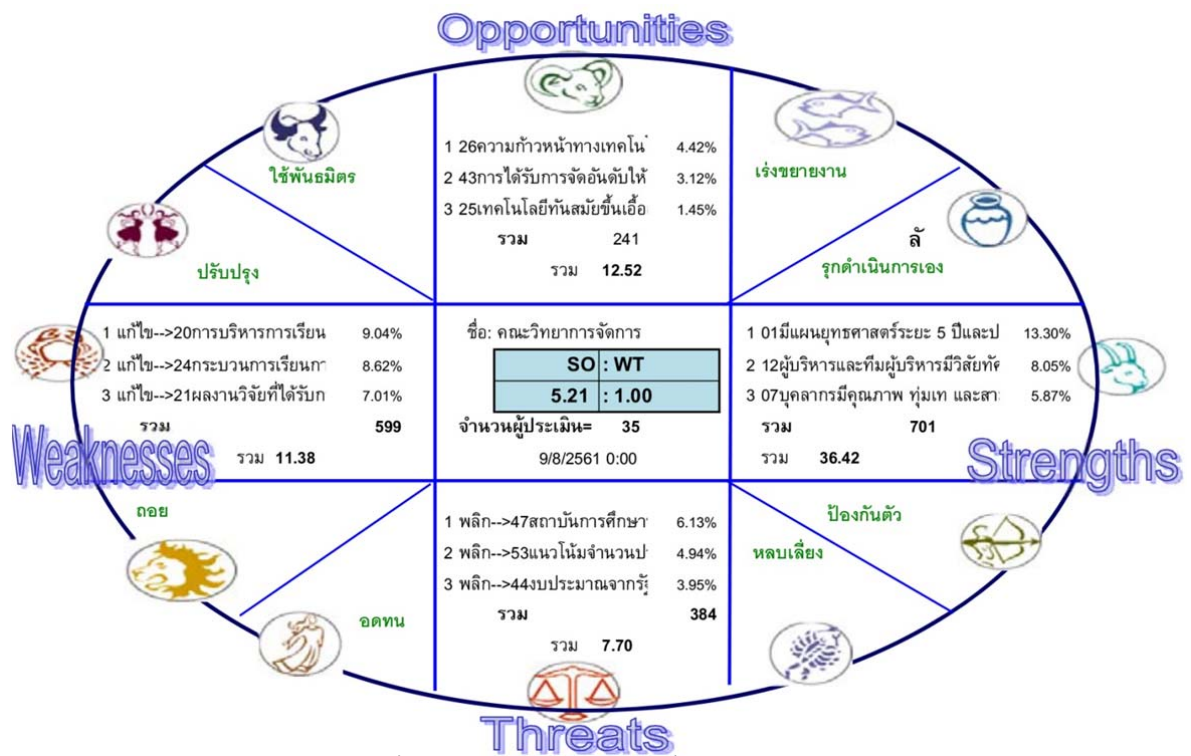 Opportunities
1 26ความก้าวหน้าทางเทคโน 4.42%
2 43การได้รับการจัดอันดับให้ 3.12%
3 25เทคโนโลยีทันสมัยขึ้นเอื้อ 1.45%
รวม 241
รวม 12.52
ใช้พันธมิตร
เร่งขยายงาน
ปรับปรุง
ลั
รุกดำเนินการเอง
1 แก้ไข-->20การบริหารการเรียน 9.04%
2 แก้ไข-->24กระบวนการเรียนกา 8.62%
3 แก้ไข-->21ผลงานวิจัยที่ได้รับก 7.01%
รวม 599
รวม 11.38
Weaknesses
ชื่อ: คณะวิทยาการจัดการ
SO : WT
5.21 : 1.00
จำนวนผู้ประเมิน= 35
9/8/2561 0:00
1 01มีแผนยุทธศาสตร์ระยะ 5 ปีและป 13.30%
2 12ผู้บริหารและทีมผู้บริหารมีวิสัยทัศ 8.05%
3 07บุคลากรมีคุณภาพ ทุ่มเท และสา 5.87%
รวม 701
รวม 36.42
Strengths
ถอย
อดทน
1 พลิก-->47สถาบันการศึกษา 6.13%
2 พลิก-->53แนวโน้มจำนวนป 4.94%
3 พลิก-->44งบประมาณจากรัฐ 3.95%
รวม 384
รวม 7.70
ป้องกันตัว
หลบเลี่ยง
Threats